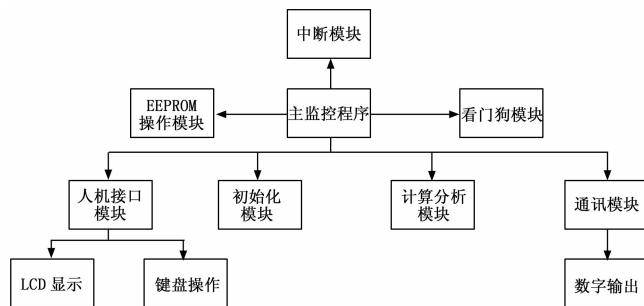 中断模块
EEPROM
操作模块
主监控程序
看门狗模块
人机接口
模块
初始化
模块
计算分析
模块
通讯模块
LCD 显示
键盘操作
数字输出